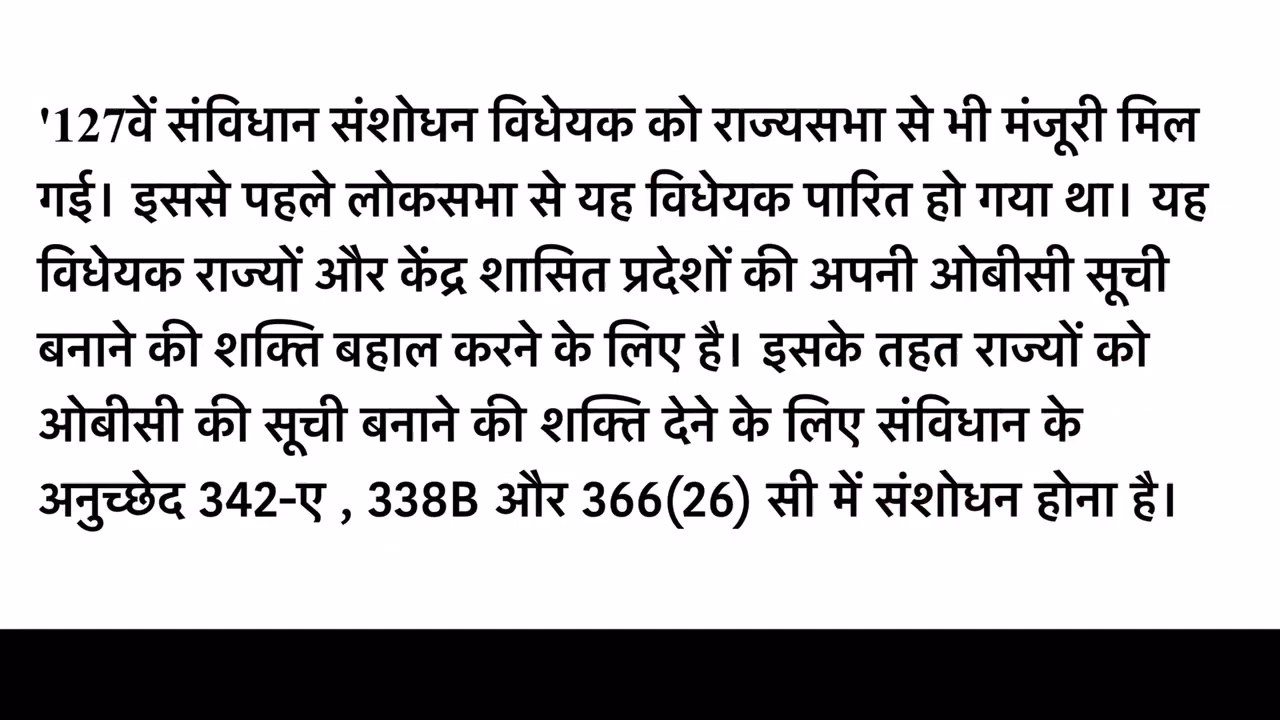 '127वें संविधान संशोधन विधेयक को राज्यसभा से भी मंजूरी मिल
गई। इससे पहले लोकसभा से यह विधेयक पारित हो गया था। यह
विधेयक राज्यों और केंद्र शासित प्रदेशों की अपनी ओबीसी सूची
बनाने की शक्ति बहाल करने के लिए है। इसके तहत राज्यों को
ओबीसी की सूची बनाने की शक्ति देने के लिए संविधान के
अनुच्छेद 342-ए , 338B और 366(26) सी में संशोधन होना है।